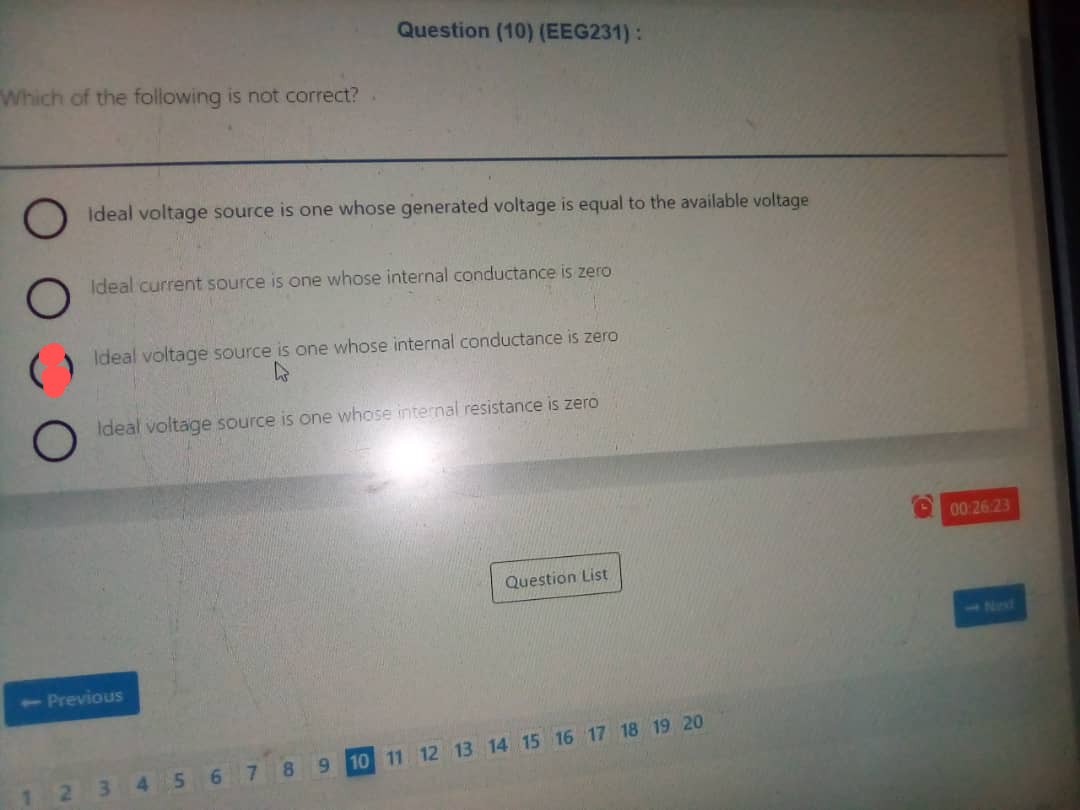 Question (10) (EEG231) :
Which of the following is not correct? .
Ideal voltage source is one whose generated voltage is equal to the available voltage
Ideal current source is one whose internal conductance is zero
Ideal voltage source is one whose internal conductance is zero
Ideal voltage source is one whose internal resistance is zero
00:26:23
Question List
→ Next
← Previous
1 2 3 4 5 6 7 8 9 10 11 12 13 14 15 16 17 18 19 20